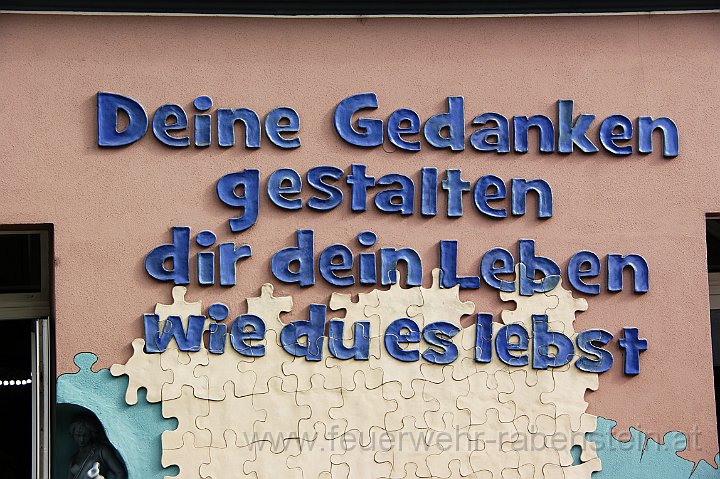 Deine Gedanken
gestalten
dir dein Leben
wie du es lebst
www.feuerwehr-rabenstein.at